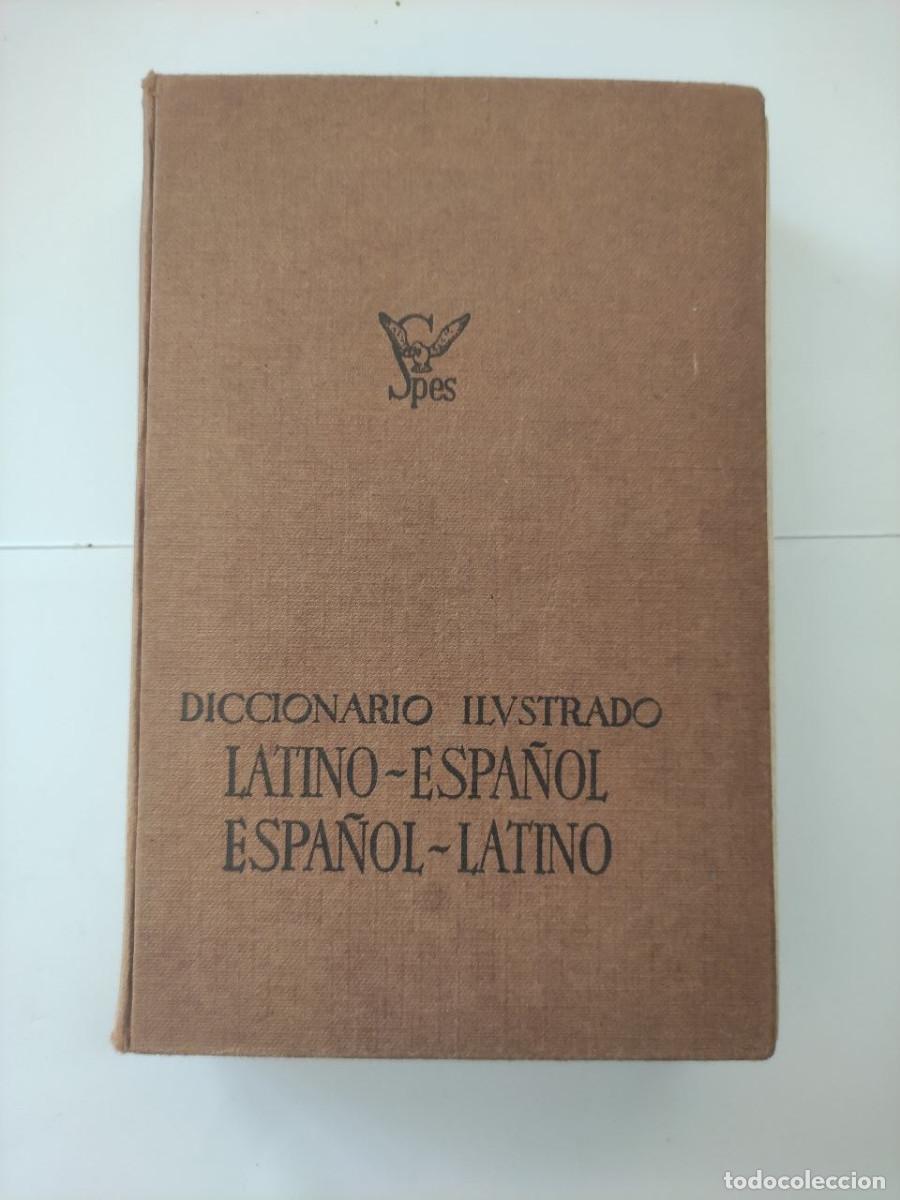 Spes
DICCIONARIO ILVSTRADO
LATINO~ESPAÑOL
ESPAÑOL~LATINO
todocoleccion